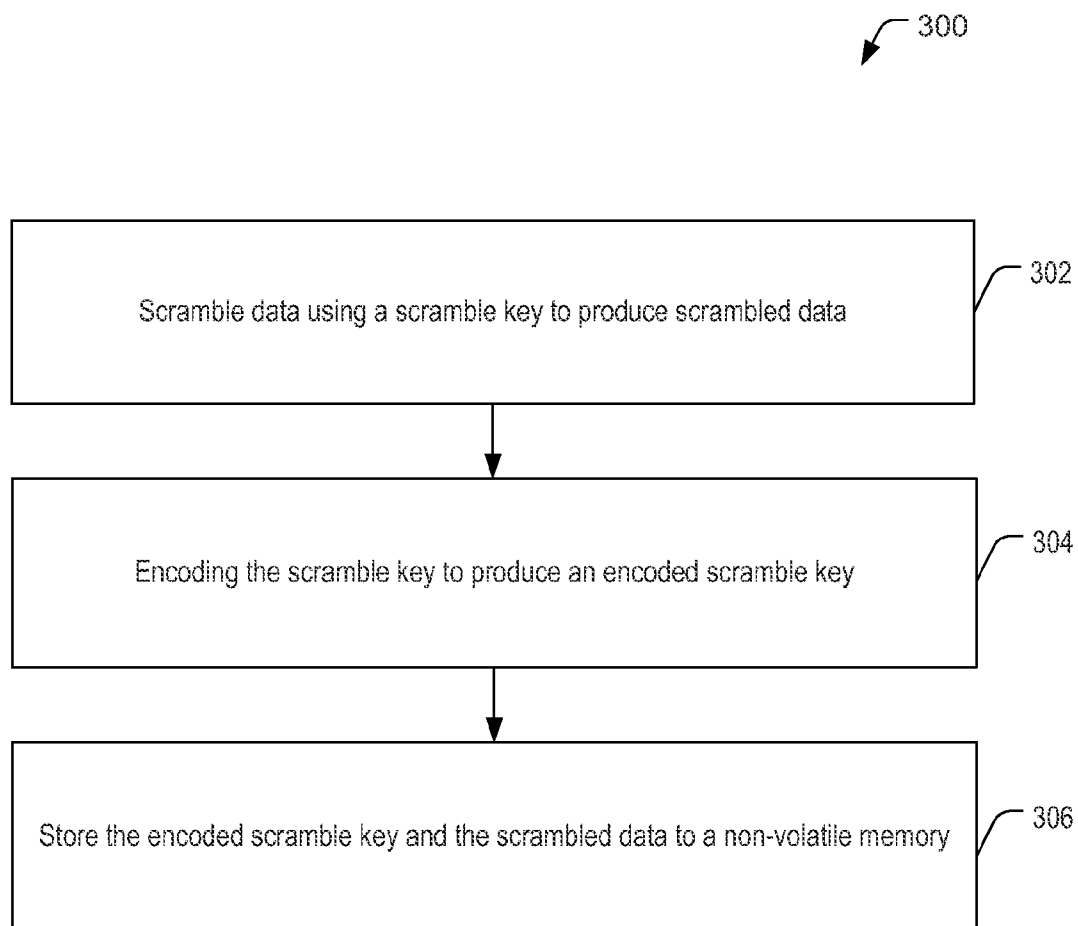 300
Scramble data using a scramble key to produce scrambled data
302
Encoding the scramble key to produce an encoded scramble key
304
Store the encoded scramble key and the scrambled data to a non-volatile memory
306